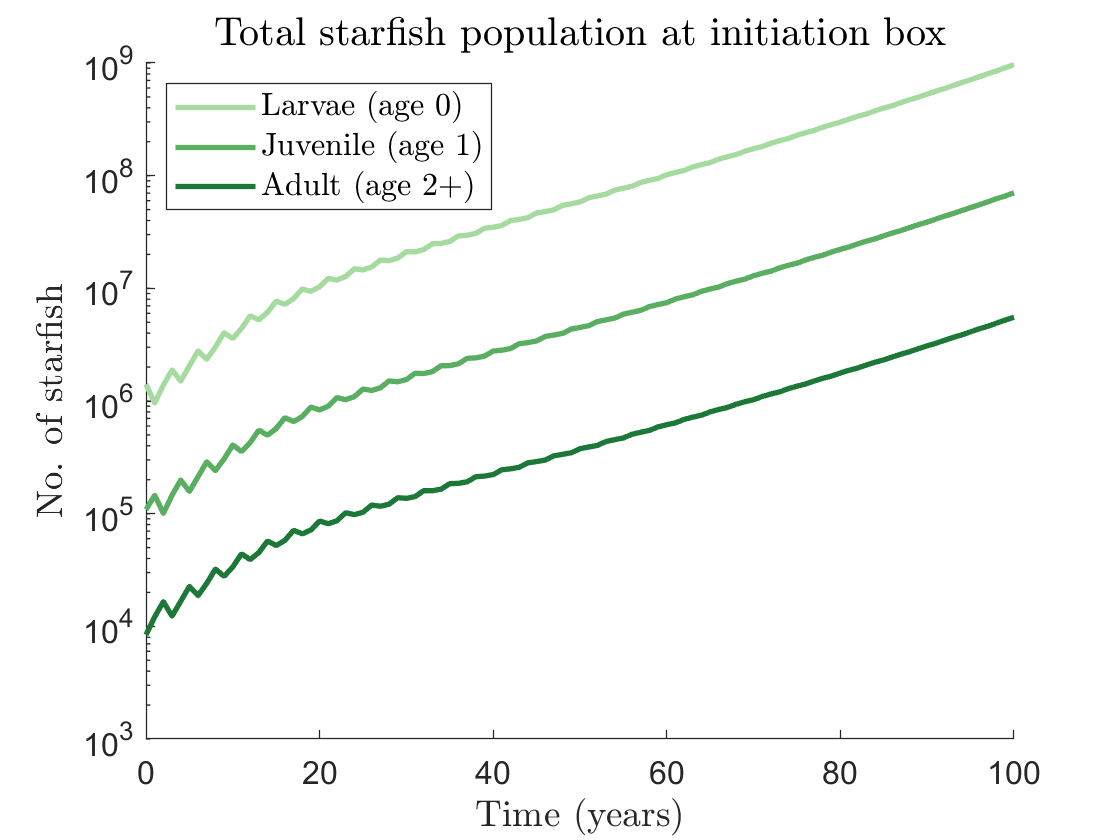 Total starfish population at initiation box
Larvae (age 0)
Juvenile (age 1)
Adult (age 2+)
No. of starfish
10^9
10^8
10^7
10^6
10^5
10^4
10^3
0 20 40 60 80 100
Time (years)